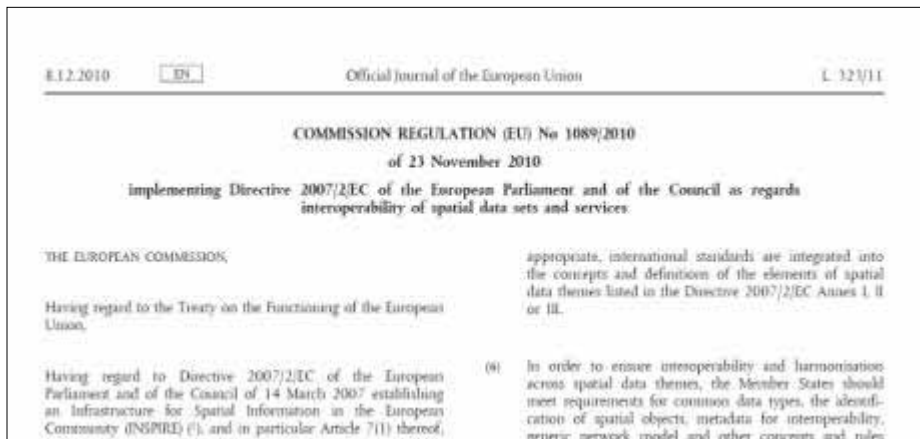 8.12.2010
EN
Official Journal of the European Union
L 323/11
COMMISSION REGULATION (EU) No 1089/2010
of 23 November 2010
implementing Directive 2007/2/EC of the European Parliament and of the Council as regards
interoperability of spatial data sets and services
THE EUROPEAN COMMISSION,
Having regard to the Treaty on the Functioning of the European
Union,
Having regard to Directive 2007/2/EC of the European
Parliament and of the Council of 14 March 2007 establishing
an Infrastructure for Spatial Information in the European
Community (INSPIRE) (¹), and in particular Article 7(1) thereof,
appropriate, international standards are integrated into
the concepts and definitions of the elements of spatial
data themes listed in the Directive 2007/2/EC Annex I, II
or III.
(6) In order to ensure interoperability and harmonisation
across spatial data themes, the Member States should
meet requirements for common data types, the identifi-
cation of spatial objects, metadata for interoperability,
generic network model and other concepts and rules